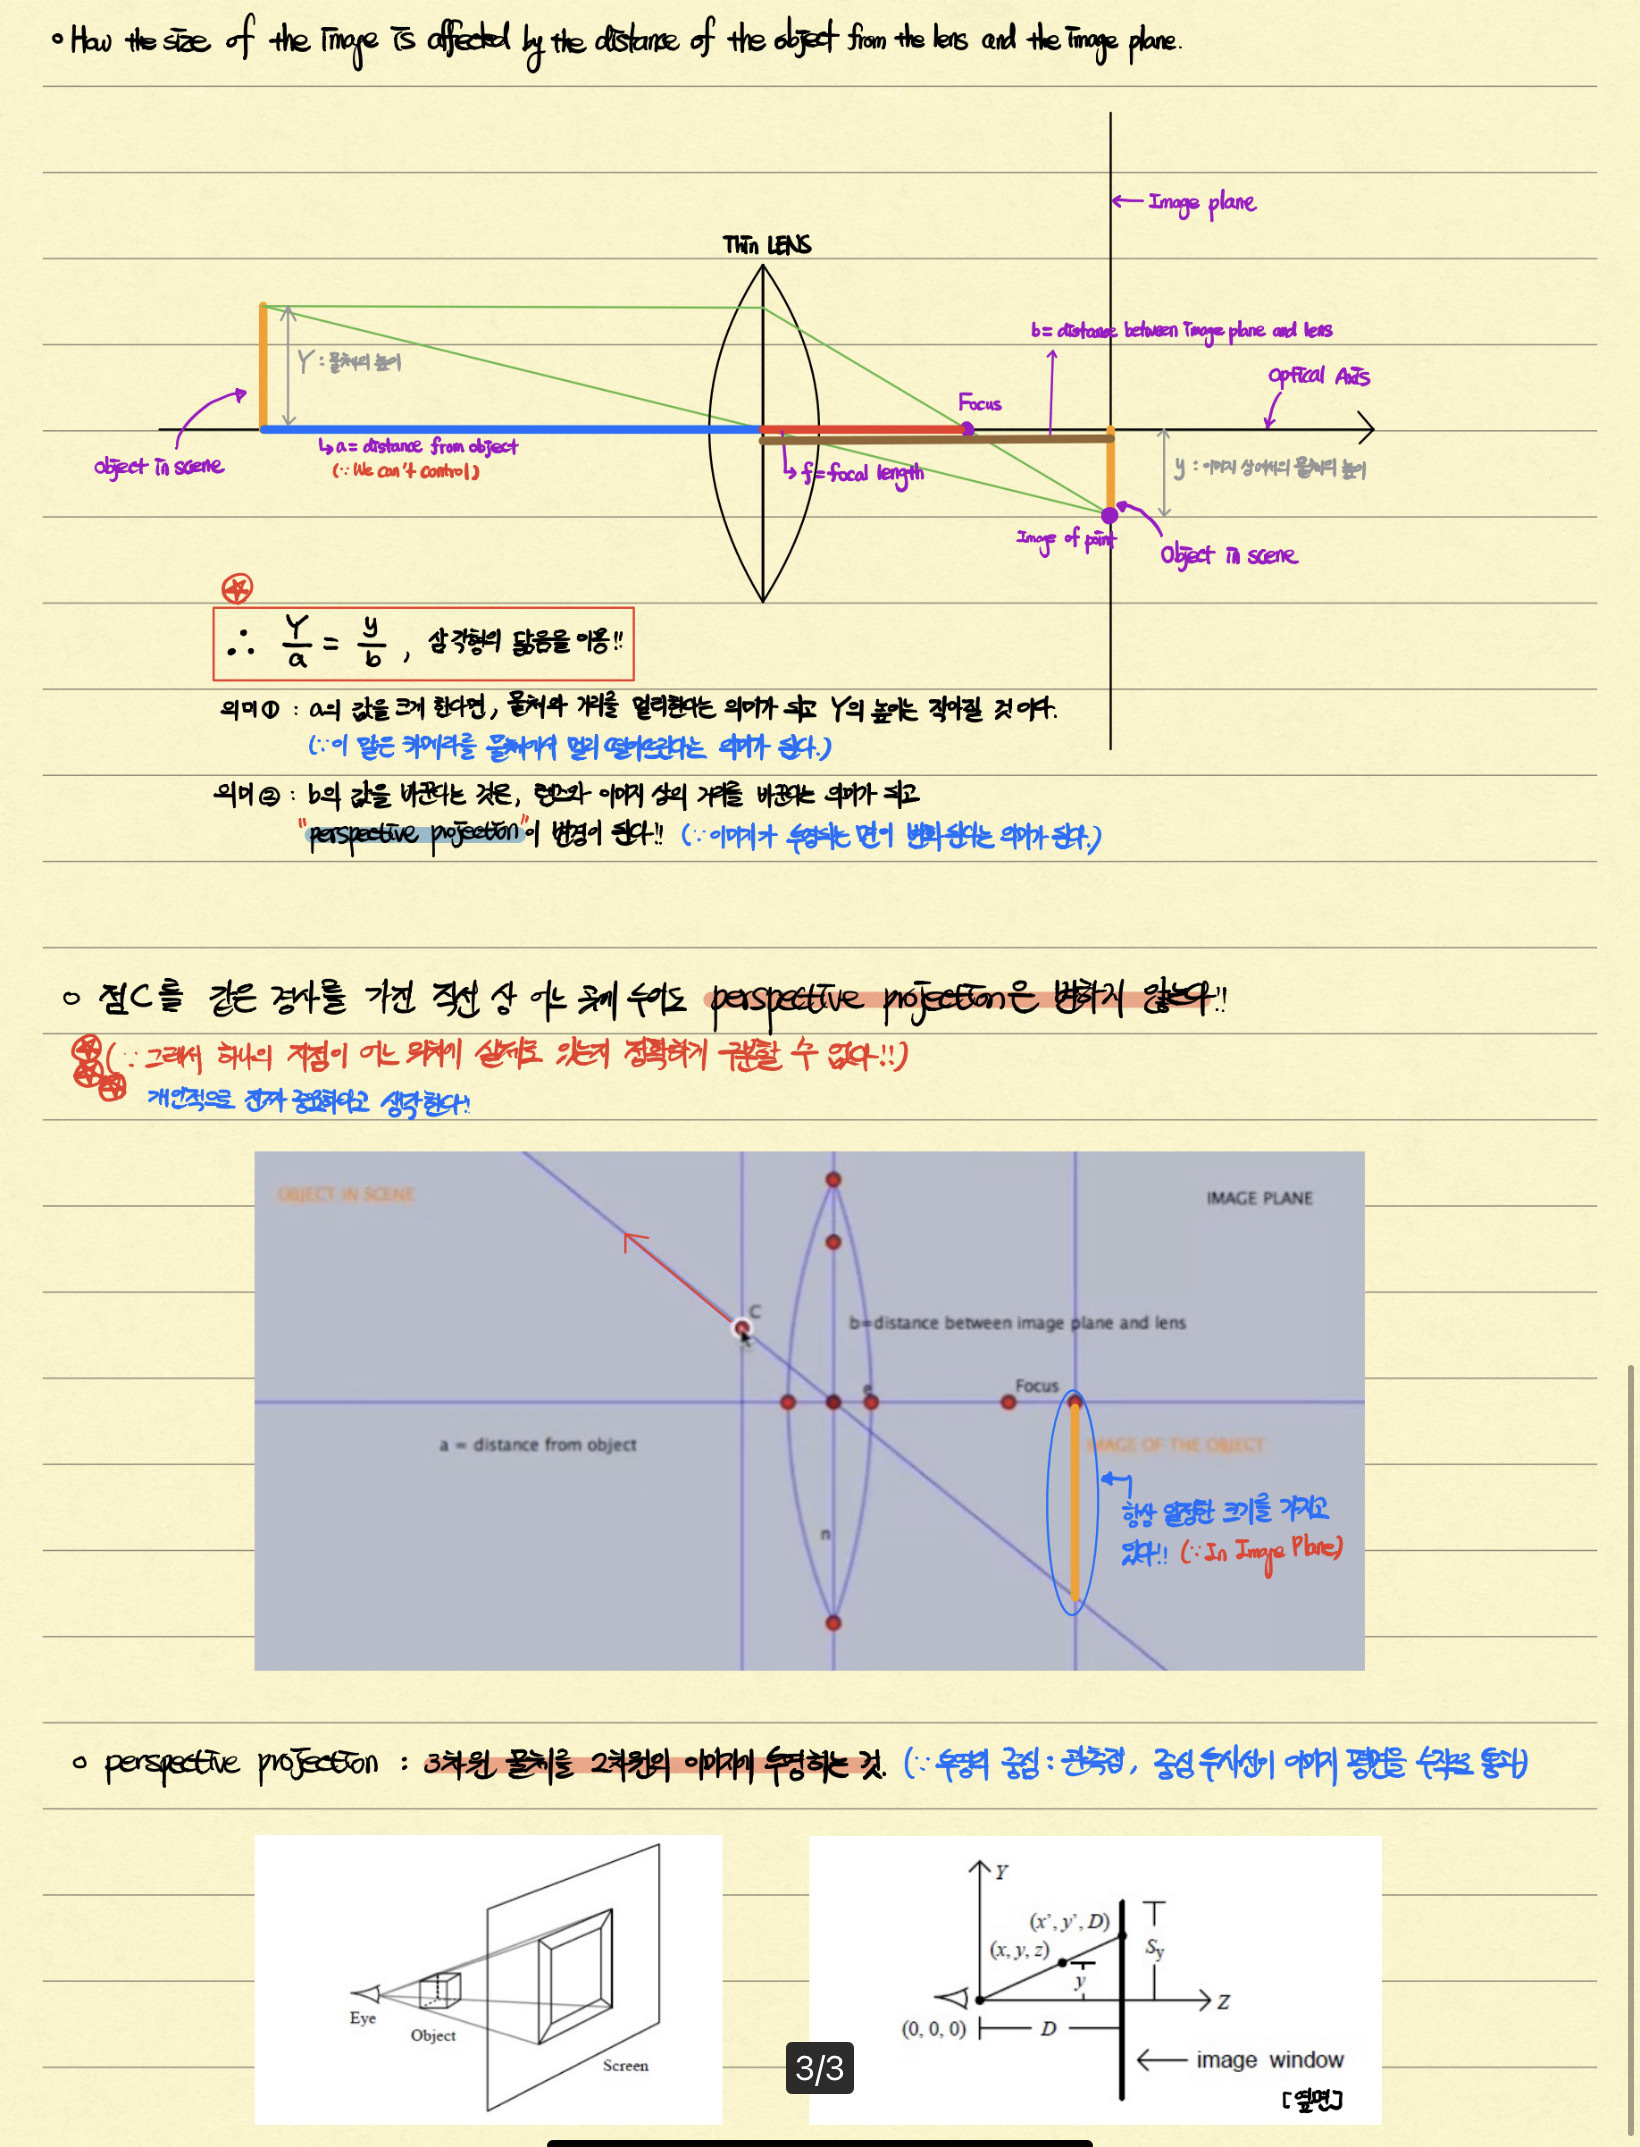 • How the size of the image is affected by the distance of the object from the lens and the image plane.
← Image plane
Thin LENS
b = distance between image plane and lens
Y : 물체의 높이
Optical Axis
Focus
↳ a = distance from object
(∵ We can't control)
Object in scene
↳ f = focal length
y : 이미지 상에서의 물체의 높이
Image of point
Object in scene
∴ Y/a = y/b , 삼각형의 닮음을 이용!!
의미① : a의 값을 크게 한다면, 물체와 거리를 멀리한다는 의미가 되고 Y의 높이는 작아질 것이다.
(∵ 이 말은 카메라를 물체에서 멀리 떨어뜨린다는 의미가 된다.)
의미② : b의 값을 바꾼다는 것은, 렌즈와 이미지 상의 거리를 바꾼다는 의미가 되고
"perspective projection"이 변경이 된다!! (∵ 이미지가 투영되는 면이 변화된다는 의미가 된다.)
○ 점C를 같은 경사를 가진 직선 상 어느 곳에 두어도 perspective projection은 변하지 않는다!!
(∵ 그래서 하나의 지점이 어느 위치에 실제로 있는지 정확하게 구분할 수 없다!!)
개인적으로 진짜 중요하다고 생각한다!!
OBJECT IN SCENE
IMAGE PLANE
C
b=distance between image plane and lens
e
Focus
a = distance from object
IMAGE OF THE OBJECT
항상 일정한 크기를 가지고
있다!! (∵ In Image Plane)
n
○ perspective projection : 3차원 물체를 2차원의 이미지에 투영하는 것. (∵ 투영의 중심 : 관측점, 중심 투사선이 이미지 평면을 수직으로 통과)
Y
(x', y', D)
(x, y, z)
Sy
y
Z
Eye
Object
(0, 0, 0)
D
Screen
3/3
← image window
[옆면]